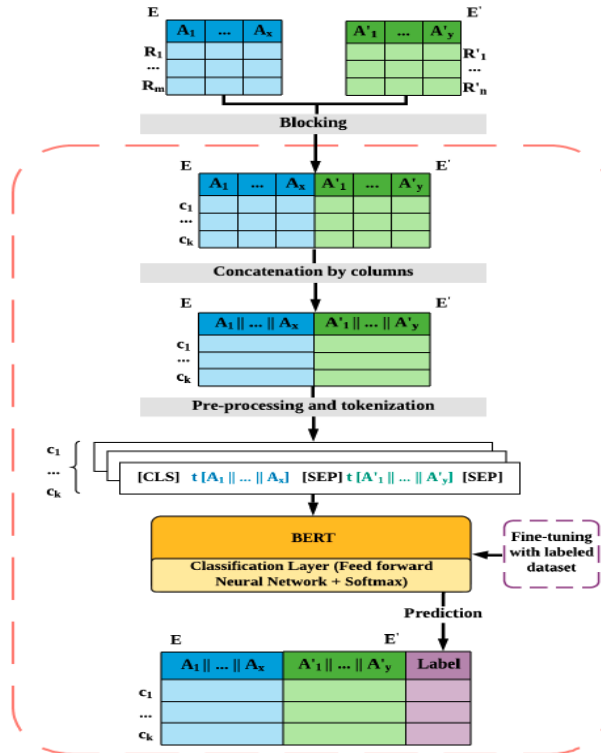 E E'
A₁ ... Aₓ A'₁ ... A'ᵧ
R₁ R'₁
... ...
Rₘ R'ₙ
Blocking
E E'
A₁ ... Aₓ A'₁ ... A'ᵧ
c₁
...
cₖ
Concatenation by columns
E E'
A₁ || ... || Aₓ A'₁ || ... || A'ᵧ
c₁
...
cₖ
Pre-processing and tokenization
c₁
...
cₖ
[CLS] t [A₁ || ... || Aₓ] [SEP] t [A'₁ || ... || A'ᵧ] [SEP]
BERT
Classification Layer (Feed forward
Neural Network + Softmax)
Fine-tuning
with labeled
dataset
Prediction
E E'
A₁ || ... || Aₓ A'₁ || ... || A'ᵧ Label
c₁
...
cₖ